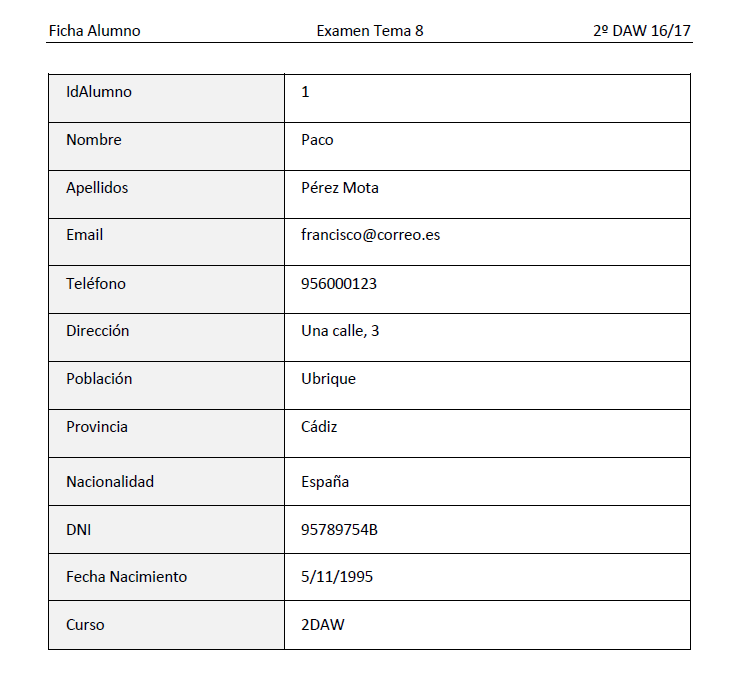 Ficha Alumno Examen Tema 8 2º DAW 16/17
IdAlumno 1
Nombre Paco
Apellidos Pérez Mota
Email francisco@correo.es
Teléfono 956000123
Dirección Una calle, 3
Población Ubrique
Provincia Cádiz
Nacionalidad España
DNI 95789754B
Fecha Nacimiento 5/11/1995
Curso 2DAW